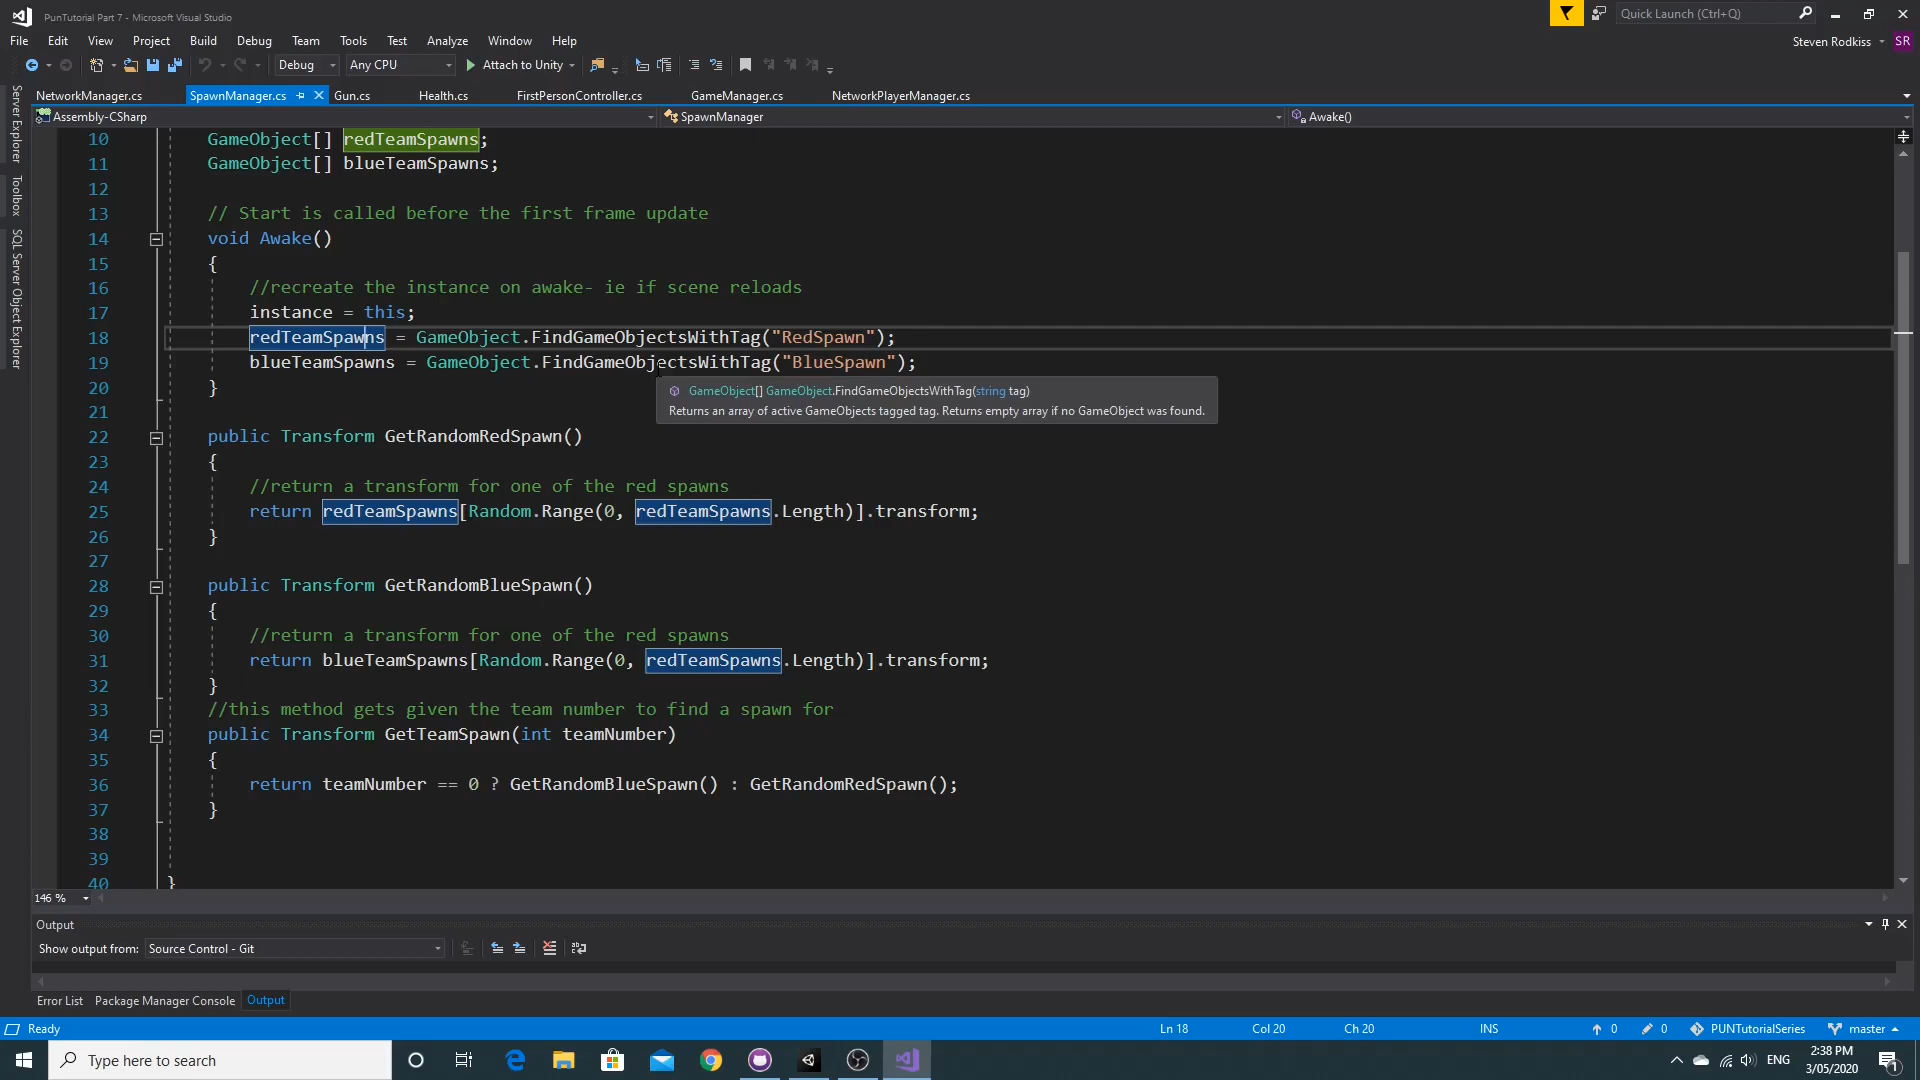 PunTutorial Part 7 - Microsoft Visual Studio
Quick Launch (Ctrl+Q)
File Edit View Project Build Debug Team Tools Test Analyze Window Help
Steven Rodkiss SR
Debug Any CPU Attach to Unity
NetworkManager.cs SpawnManager.cs Gun.cs Health.cs FirstPersonController.cs GameManager.cs NetworkPlayerManager.cs
Assembly-CSharp SpawnManager Awake()
Server Explorer
Toolbox
SQL Server Object Explorer
10 GameObject[] redTeamSpawns;
11 GameObject[] blueTeamSpawns;
12
13 // Start is called before the first frame update
14 void Awake()
15 {
16 //recreate the instance on awake- ie if scene reloads
17 instance = this;
18 redTeamSpawns = GameObject.FindGameObjectsWithTag("RedSpawn");
19 blueTeamSpawns = GameObject.FindGameObjectsWithTag("BlueSpawn");
20 }
GameObject[] GameObject.FindGameObjectsWithTag(string tag)
Returns an array of active GameObjects tagged tag. Returns empty array if no GameObject was found.
21
22 public Transform GetRandomRedSpawn()
23 {
24 //return a transform for one of the red spawns
25 return redTeamSpawns[Random.Range(0, redTeamSpawns.Length)].transform;
26 }
27
28 public Transform GetRandomBlueSpawn()
29 {
30 //return a transform for one of the red spawns
31 return blueTeamSpawns[Random.Range(0, redTeamSpawns.Length)].transform;
32 }
33 //this method gets given the team number to find a spawn for
34 public Transform GetTeamSpawn(int teamNumber)
35 {
36 return teamNumber == 0 ? GetRandomBlueSpawn() : GetRandomRedSpawn();
37 }
38
39
40 }
146 %
Output
Show output from: Source Control - Git
Error List Package Manager Console Output
Ready Ln 18 Col 20 Ch 20 INS 0 0 PUNTutorialSeries master
Type here to search
ENG
2:38 PM
3/05/2020
1